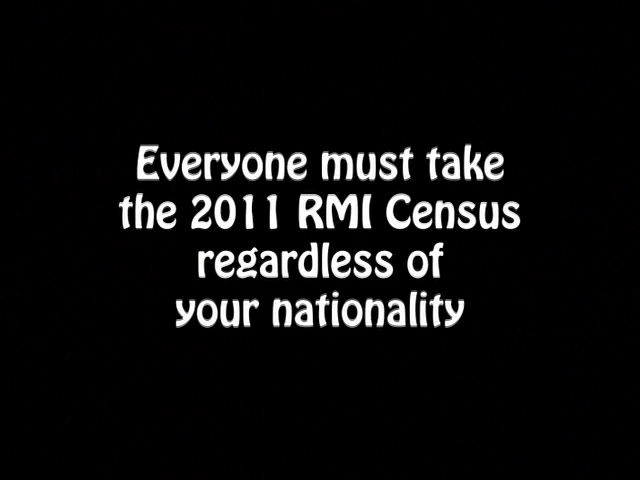 Everyone must take
the 2011 RMI Census
regardless of
your nationality